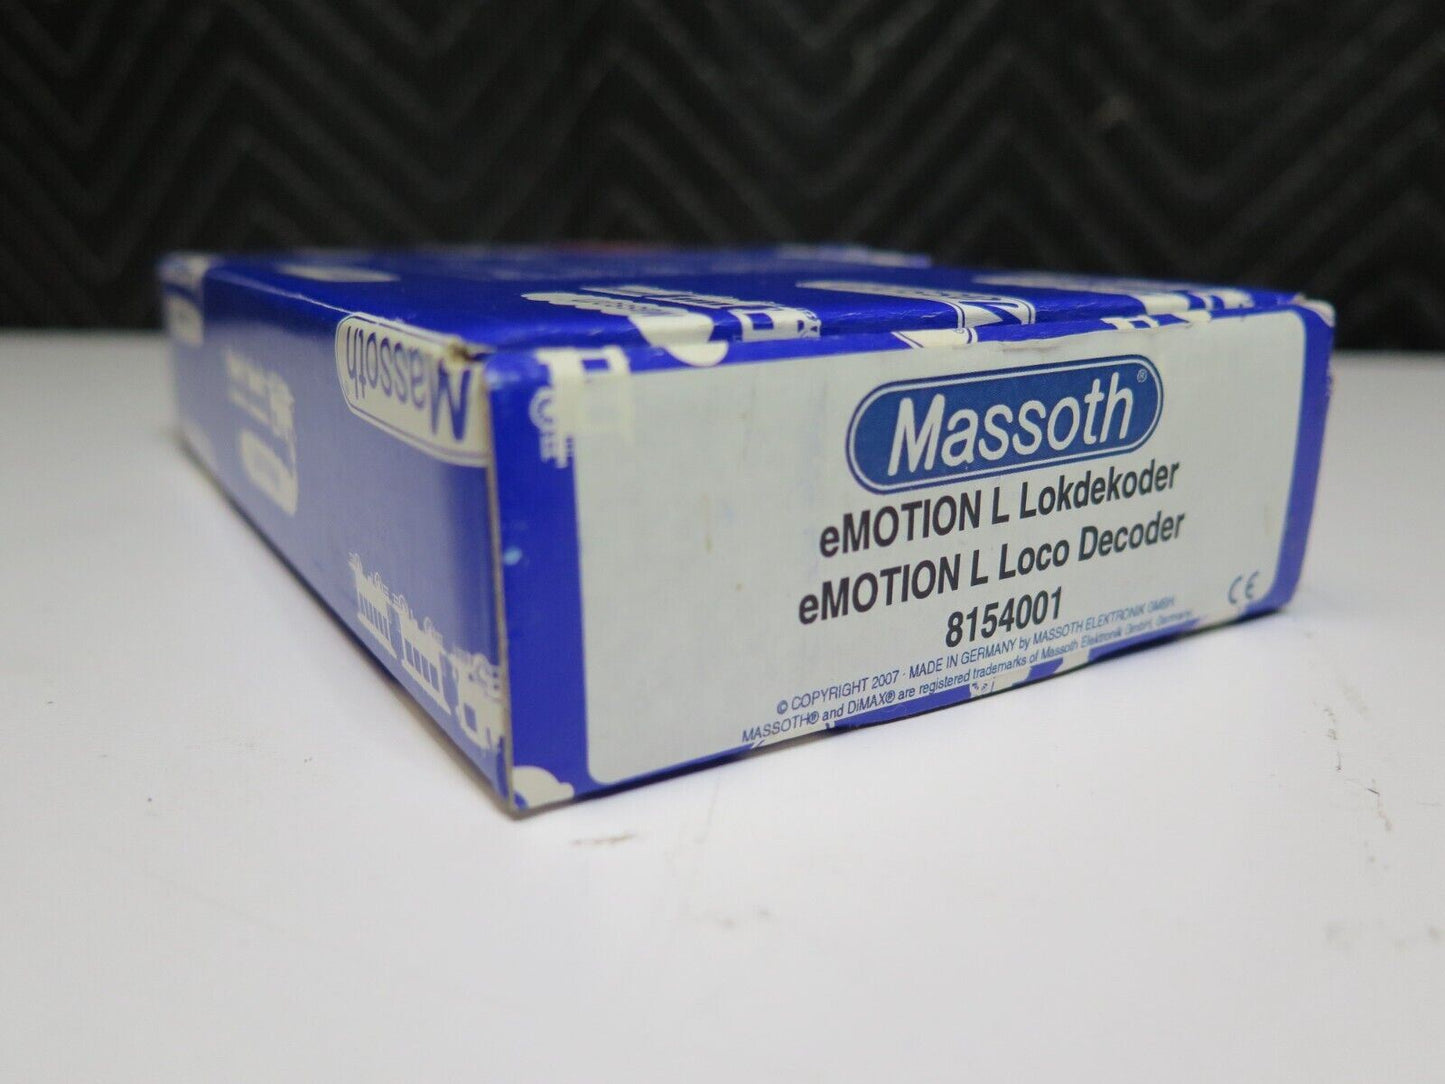 Massoth®
eMOTION L Lokdekoder
eMOTION L Loco Decoder
8154001
CE
© COPYRIGHT 2007 · MADE IN GERMANY by MASSOTH ELEKTRONIK GMBH.
MASSOTH® and DiMAX® are registered trademarks of Massoth Elektronik GmbH, Germany.
Massoth